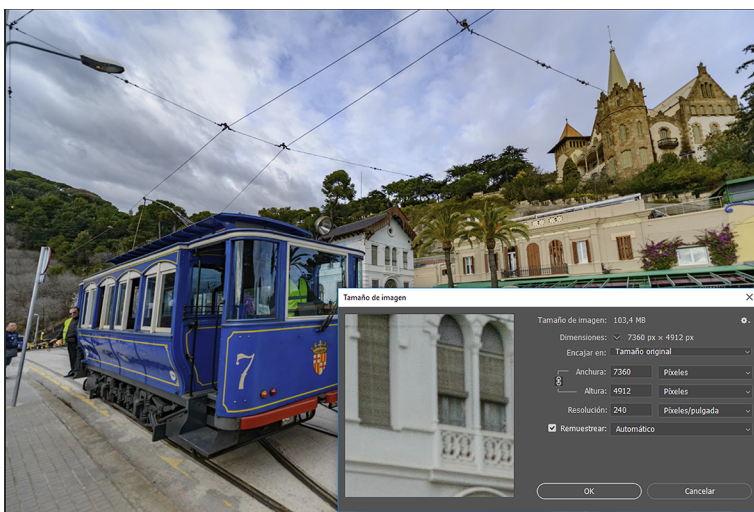 7
Tamaño de imagen
Tamaño de imagen: 103,4 MB
Dimensiones: 7360 px × 4912 px
Encajar en: Tamaño original
Anchura: 7360 Píxeles
Altura: 4912 Píxeles
Resolución: 240 Píxeles/pulgada
Remuestrear: Automático
OK Cancelar